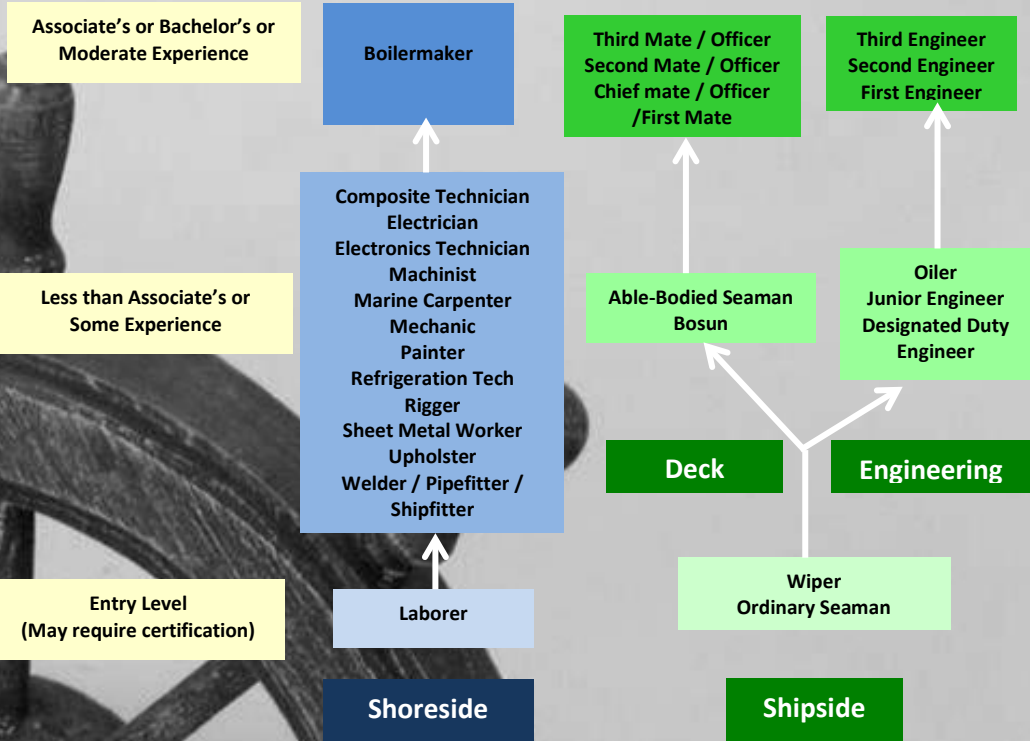 Associate's or Bachelor's or
Moderate Experience
Boilermaker
Third Mate / Officer
Second Mate / Officer
Chief mate / Officer
/First Mate
Third Engineer
Second Engineer
First Engineer
Less than Associate's or
Some Experience
Composite Technician
Electrician
Electronics Technician
Machinist
Marine Carpenter
Mechanic
Painter
Refrigeration Tech
Rigger
Sheet Metal Worker
Upholster
Welder / Pipefitter /
Shipfitter
Able-Bodied Seaman
Bosun
Oiler
Junior Engineer
Designated Duty
Engineer
Deck
Engineering
Entry Level
(May require certification)
Laborer
Wiper
Ordinary Seaman
Shoreside
Shipside